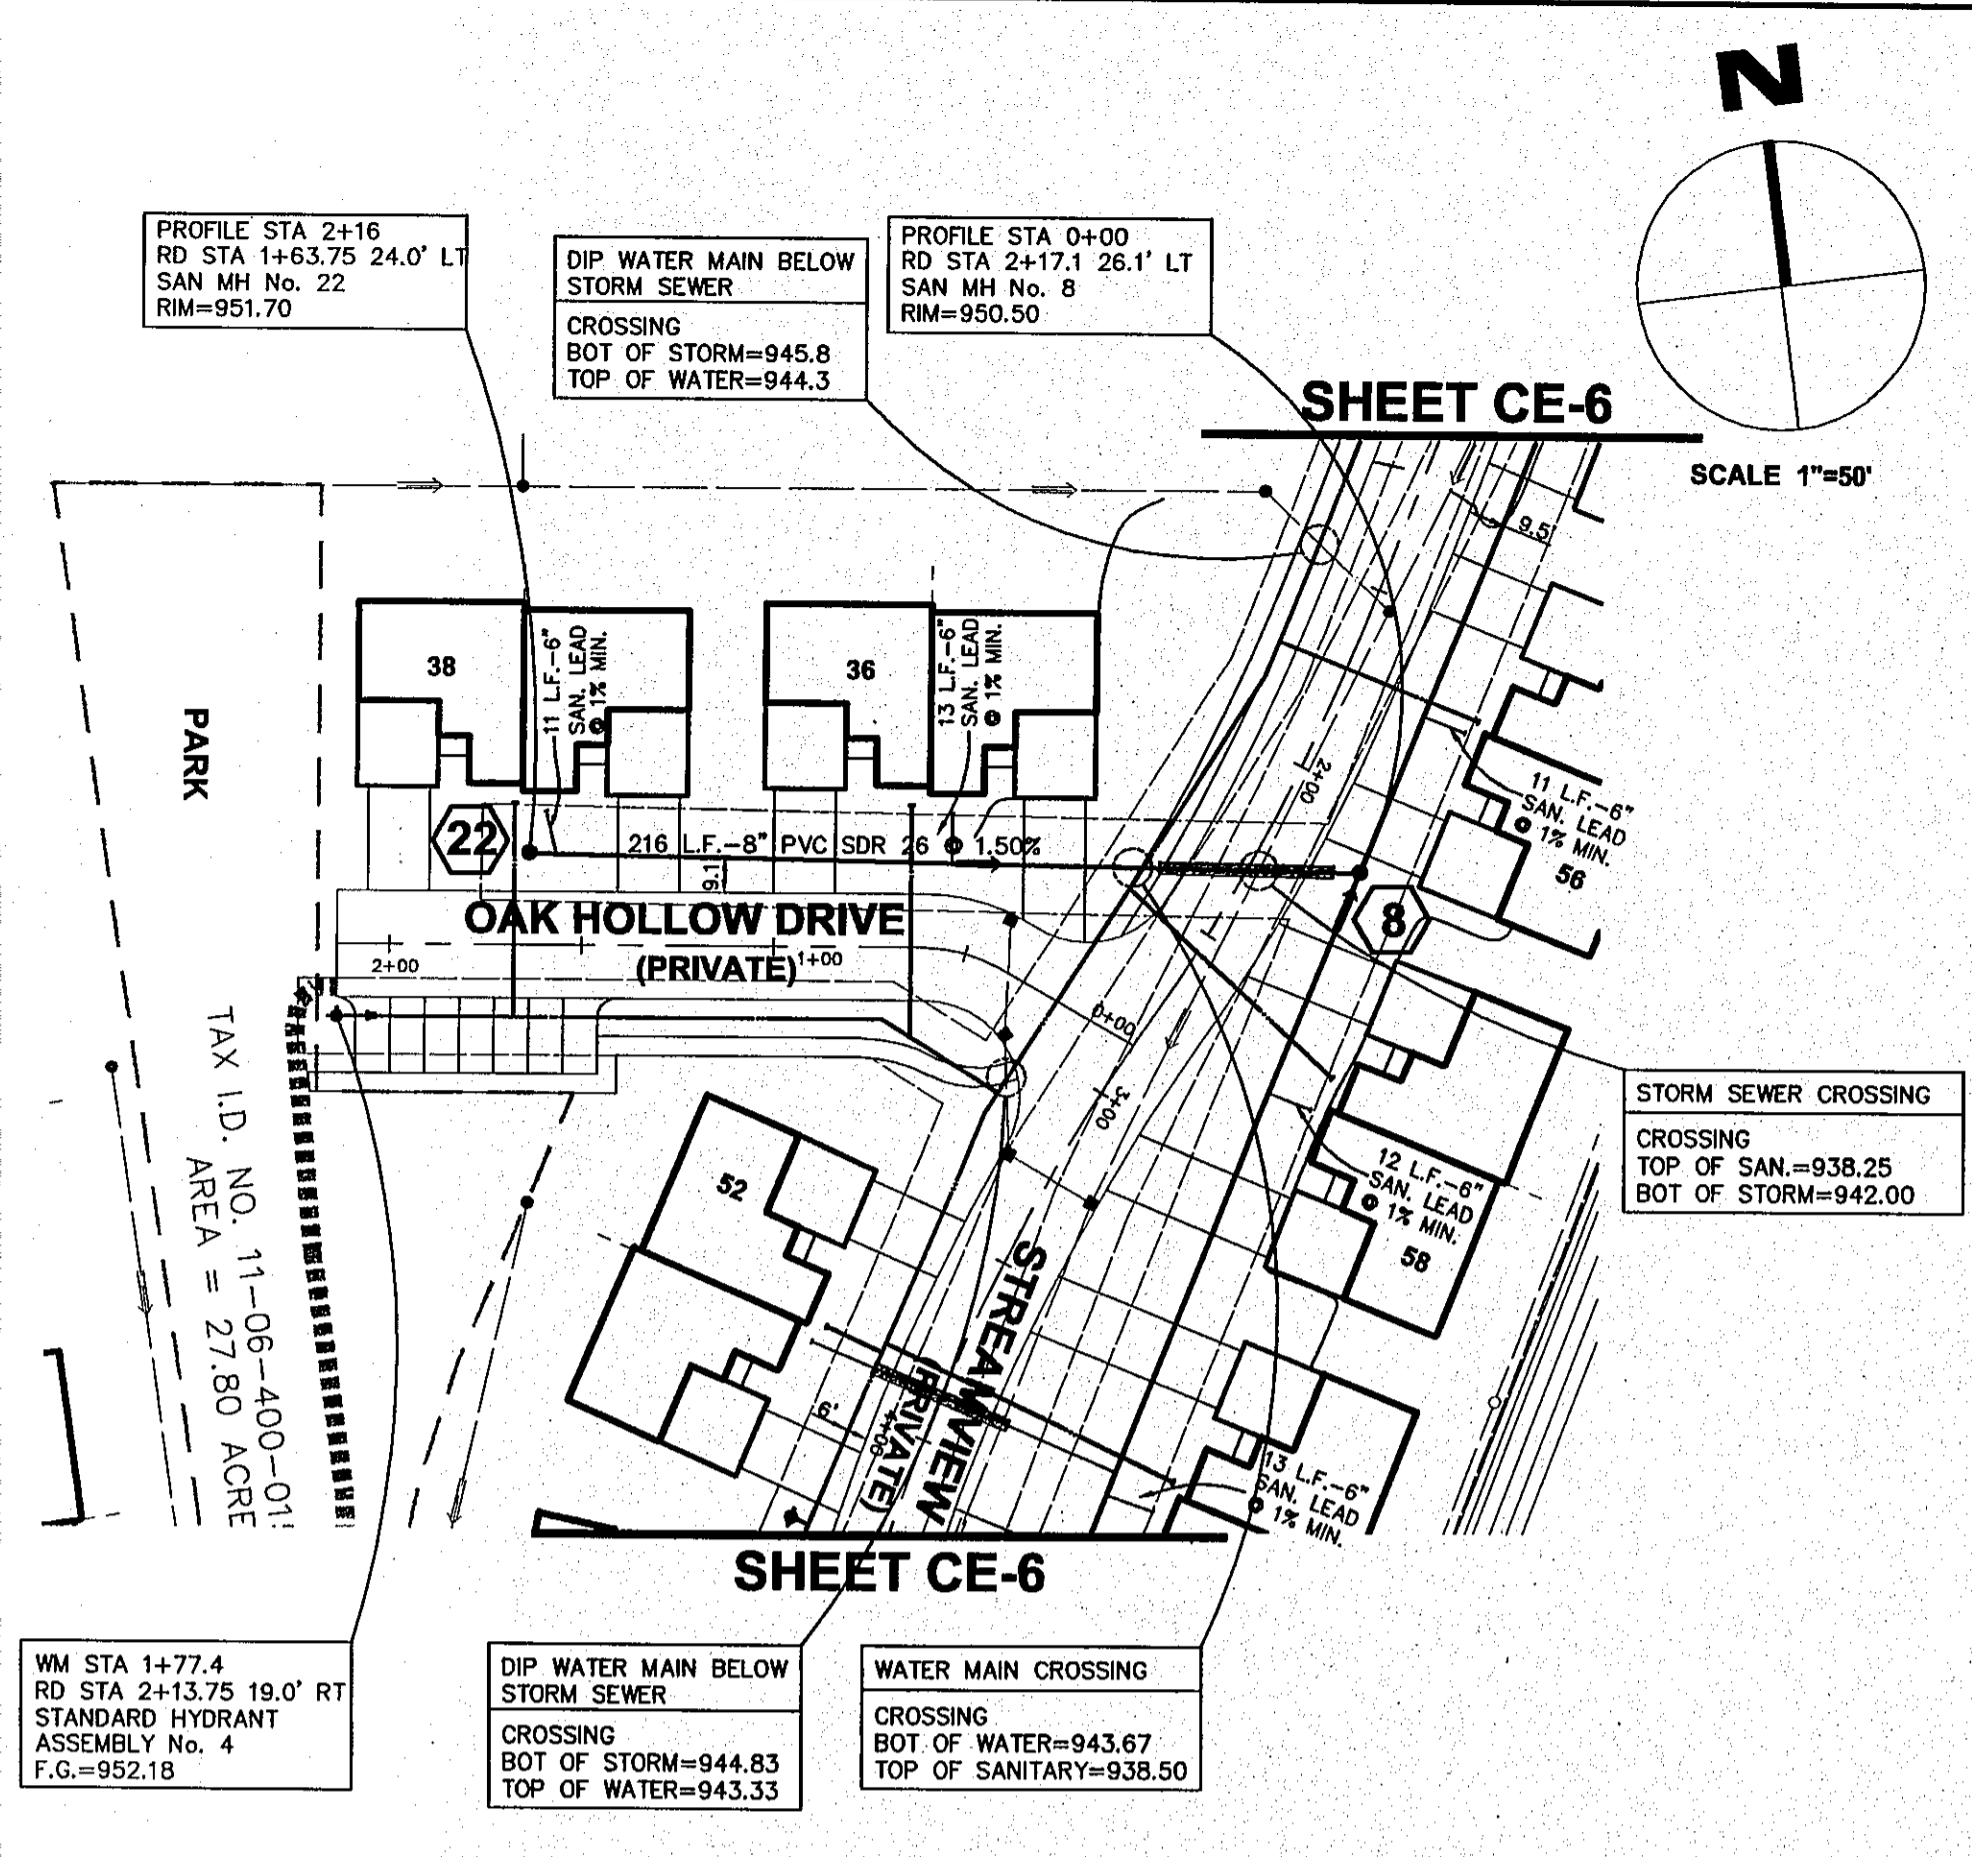 N
PROFILE STA 2+16
RD STA 1+63.75 24.0' LT
SAN MH No. 22
RIM=951.70
DIP WATER MAIN BELOW
STORM SEWER
CROSSING
BOT OF STORM=945.8
TOP OF WATER=944.3
PROFILE STA 0+00
RD STA 2+17.1 26.1' LT
SAN MH No. 8
RIM=950.50
SHEET CE-6
SCALE 1"=50'
9.5'
38
11 L.F.-6"
SAN. LEAD
@ 1% MIN.
36
13 L.F.-6"
SAN. LEAD
@ 1% MIN.
PARK
2+00
11 L.F.-6"
SAN. LEAD
@ 1% MIN.
56
22
216 L.F.-8" PVC SDR 26 @ 1.50%
9.1'
8
OAK HOLLOW DRIVE
(PRIVATE)
1+00
2+00
0+00
3+00
TAX I.D. NO. 11-06-400-01
AREA = 27.80 ACRE
STORM SEWER CROSSING
CROSSING
TOP OF SAN.=938.25
BOT OF STORM=942.00
52
12 L.F.-6"
SAN. LEAD
@ 1% MIN.
58
STREAMVIEW
(PRIVATE)
6'
4+00
13 L.F.-6"
SAN. LEAD
@ 1% MIN.
SHEET CE-6
WM STA 1+77.4
RD STA 2+13.75 19.0' RT
STANDARD HYDRANT
ASSEMBLY No. 4
F.G.=952.18
DIP WATER MAIN BELOW
STORM SEWER
CROSSING
BOT OF STORM=944.83
TOP OF WATER=943.33
WATER MAIN CROSSING
CROSSING
BOT OF WATER=943.67
TOP OF SANITARY=938.50